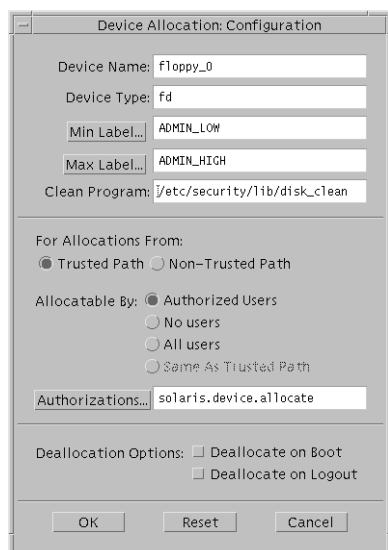 Device Allocation: Configuration
Device Name: floppy_0
Device Type: fd
Min Label... ADMIN_LOW
Max Label... ADMIN_HIGH
Clean Program: /etc/security/lib/disk_clean
For Allocations From:
Trusted Path Non-Trusted Path
Allocatable By: Authorized Users
No users
All users
Same As Trusted Path
Authorizations... solaris.device.allocate
Deallocation Options: Deallocate on Boot
Deallocate on Logout
OK Reset Cancel